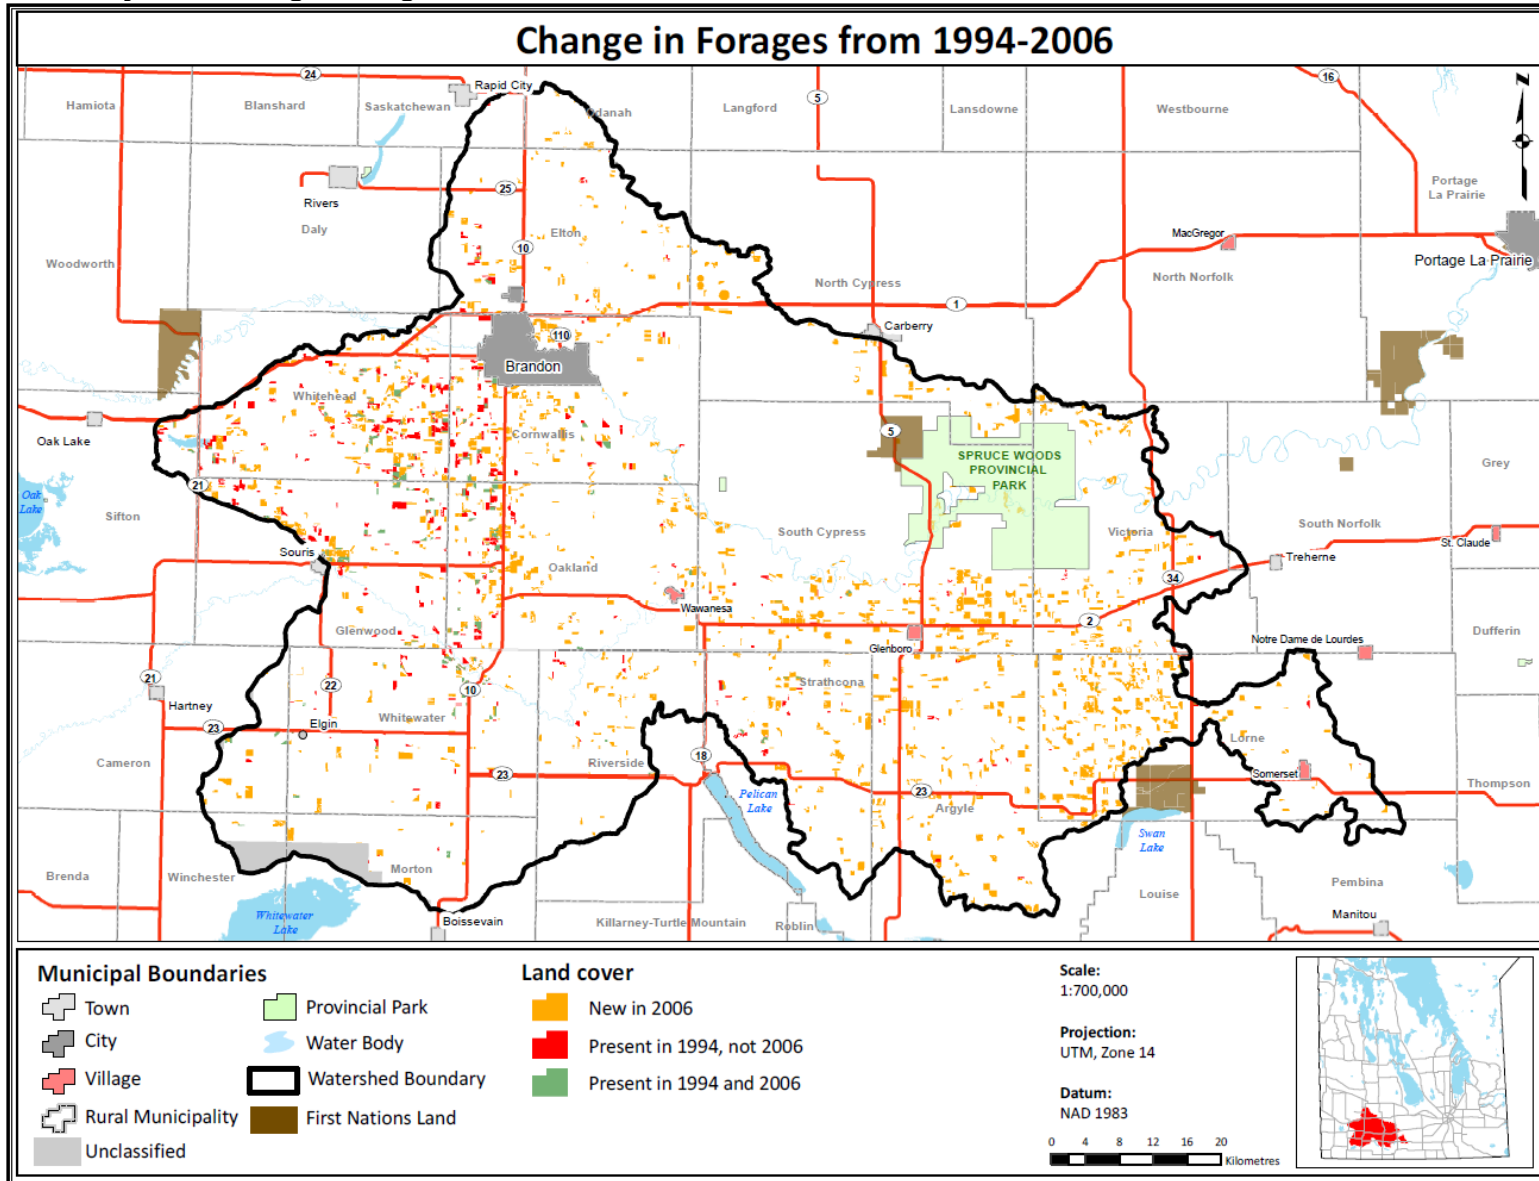 Change in Forages from 1994-2006
24
Rapid City
16
Hamiota
Blanshard
Saskatchewan
Odanah
Langford
5
Lansdowne
Westbourne
N
Rivers
25
Portage
La Prairie
Daly
10
Elton
MacGregor
Woodworth
Portage La Prairie
North Cypress
North Norfolk
1
Carberry
110
Brandon
Whitehead
Oak Lake
Cornwallis
5
SPRUCE WOODS
PROVINCIAL
PARK
Grey
21
Oak
Lake
Sifton
South Cypress
Victoria
South Norfolk
St. Claude
Souris
Treherne
Oakland
34
Wawanesa
2
Glenwood
Glenboro
Notre Dame de Lourdes
Dufferin
21
22
10
Strathcona
Hartney
Whitewater
23
Elgin
Lorne
Cameron
18
Riverside
23
Somerset
Thompson
Pelican
Lake
23
Argyle
Swan
Lake
Brenda
Winchester
Morton
Louise
Pembina
Whitewater
Lake
Boissevain
Killarney-Turtle Mountain
Roblin
Manitou
Municipal Boundaries
Town
City
Village
Rural Municipality
Unclassified
Provincial Park
Water Body
Watershed Boundary
First Nations Land
Land cover
New in 2006
Present in 1994, not 2006
Present in 1994 and 2006
Scale:
1:700,000
Projection:
UTM, Zone 14
Datum:
NAD 1983
0 4 8 12 16 20
Kilometres